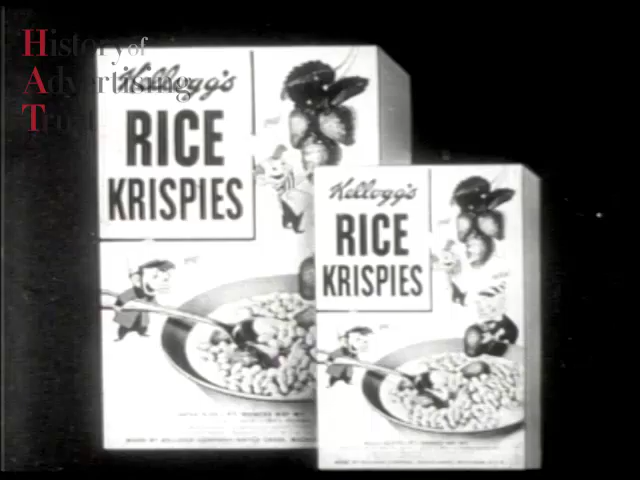 History of
Advertising
Trust
Kellogg's
RICE
KRISPIES
Kellogg's
RICE
KRISPIES